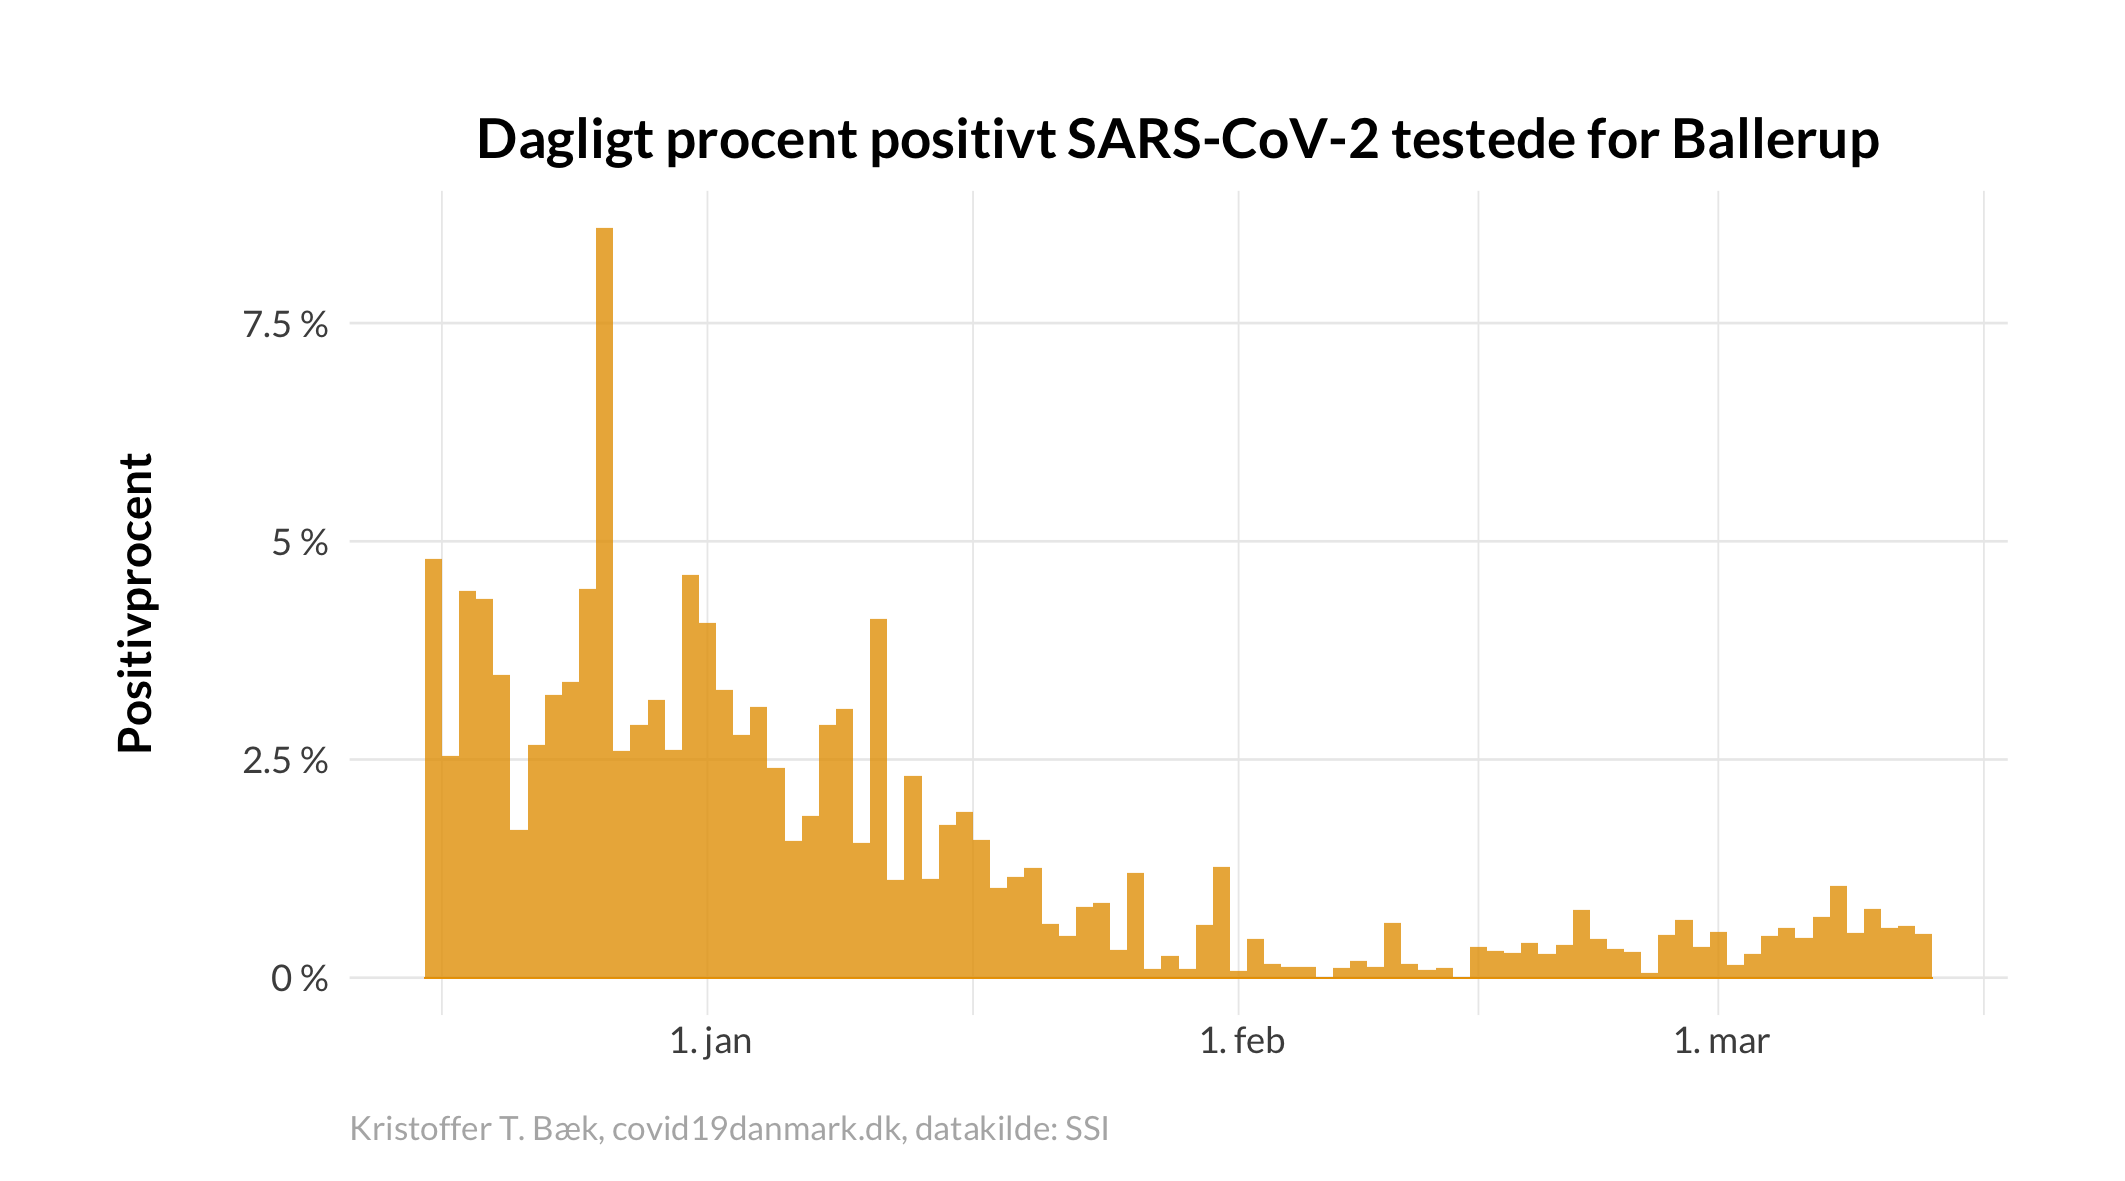 Dagligt procent positivt SARS-CoV-2 testede for Ballerup
Positivprocent
7.5 %
5 %
2.5 %
0 %
1. jan
1. feb
1. mar
Kristoffer T. Bæk, covid19danmark.dk, datakilde: SSI